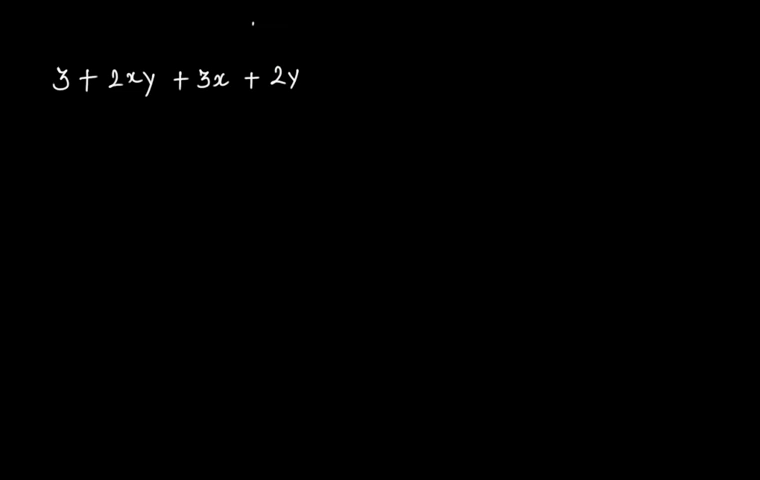 3 + 2xy + 3x + 2y